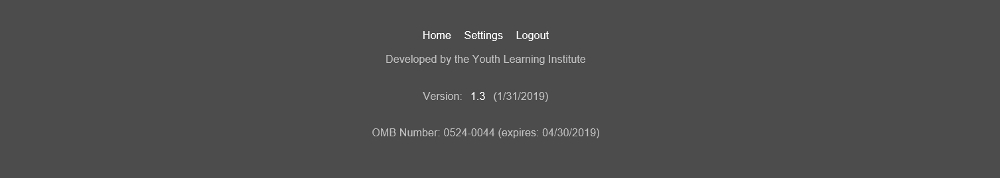 Home Settings Logout
Developed by the Youth Learning Institute
Version: 1.3 (1/31/2019)
OMB Number: 0524-0044 (expires: 04/30/2019)